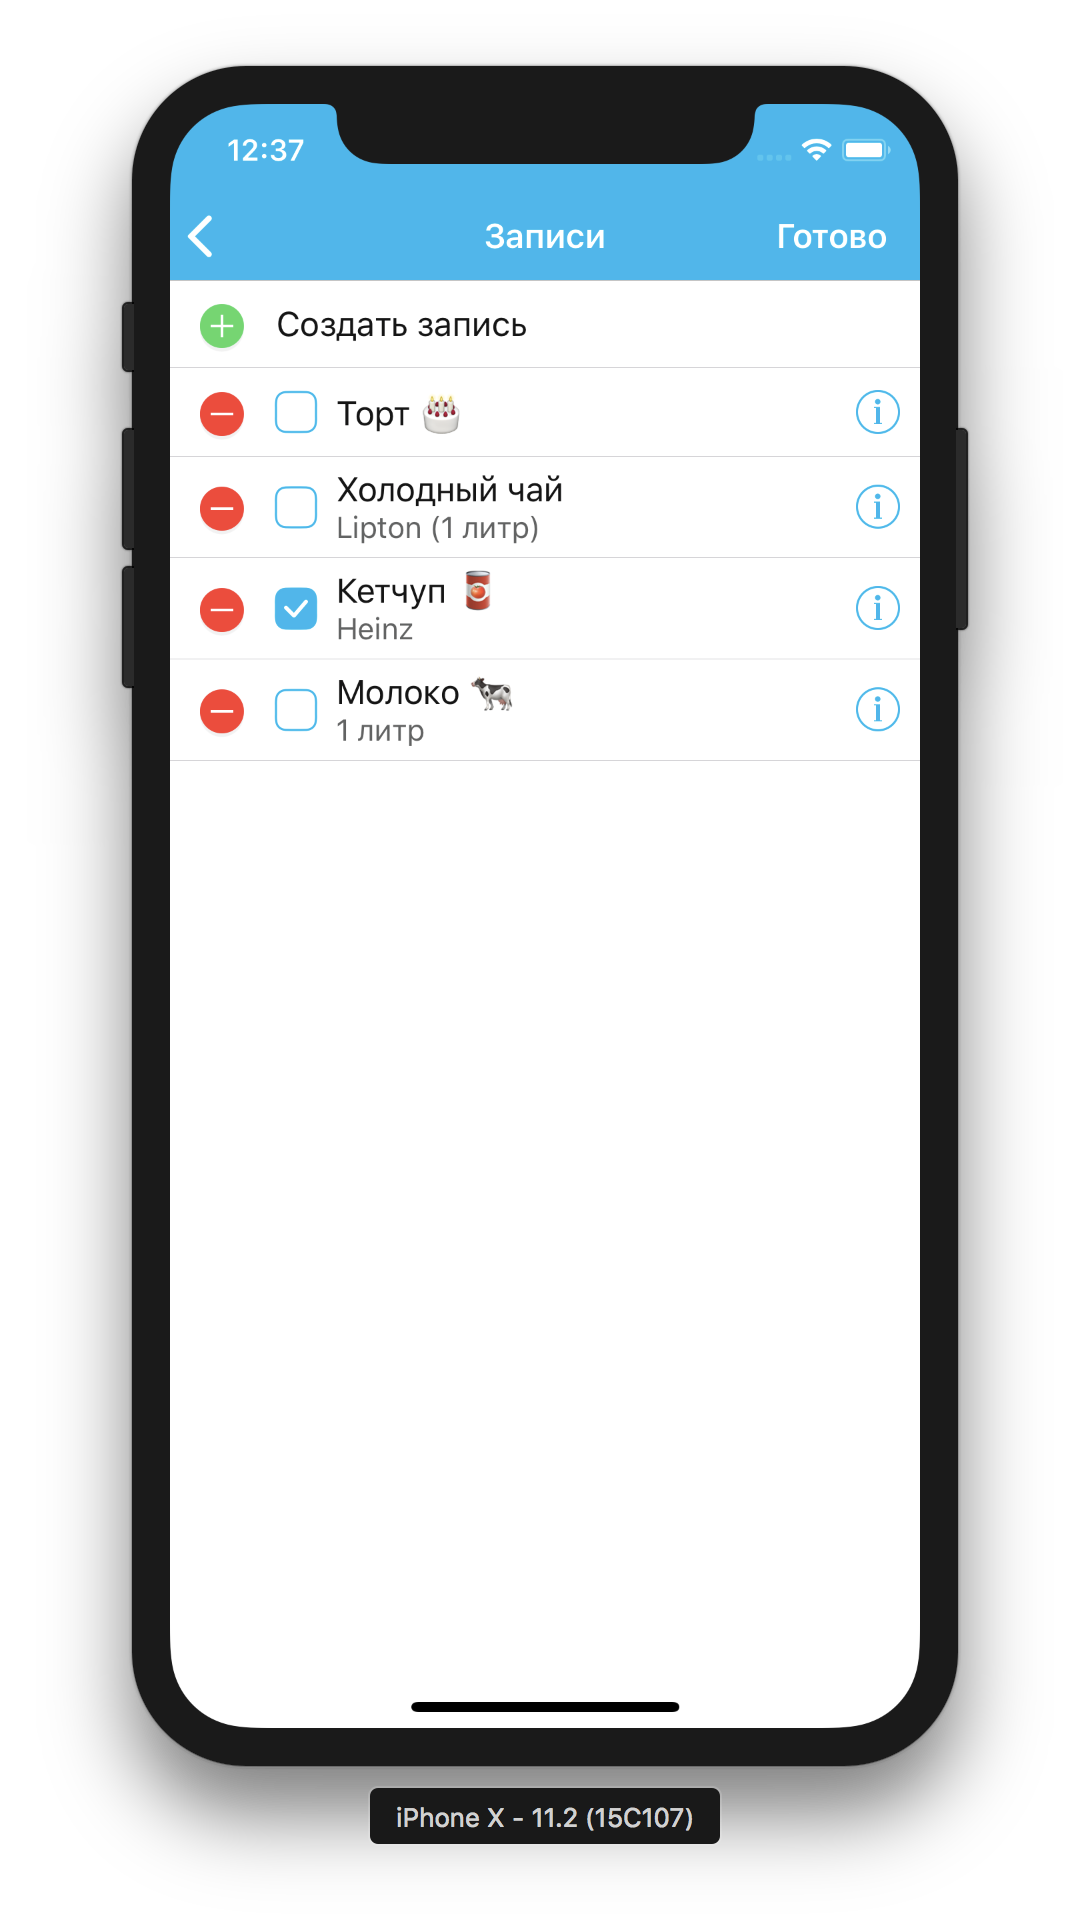 12:37
Записи
Готово
Создать запись
Торт 🎂
Холодный чай
Lipton (1 литр)
Кетчуп 🥫
Heinz
Молоко 🐄
1 литр
iPhone X - 11.2 (15C107)